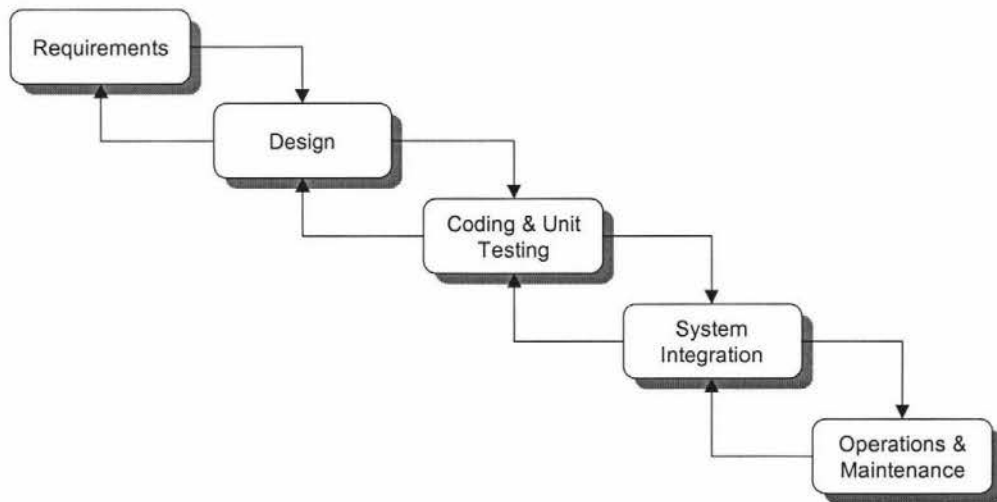 Requirements
Design
Coding & Unit
Testing
System
Integration
Operations &
Maintenance